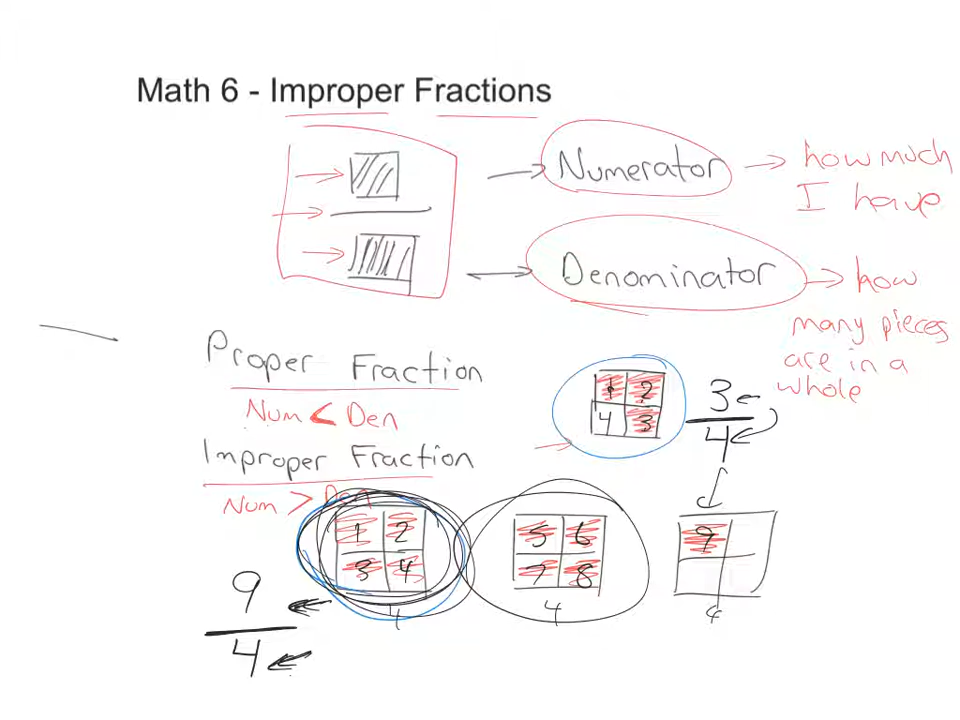 Math 6 - Improper Fractions
Numerator
how much
I have
Denominator
how
many pieces
are in a
whole
Proper Fraction
Num < Den
1 2
4 3
3
4
Improper Fraction
Num > Den
1 2
3 4
4
5 6
7 8
4
9
4
9
4